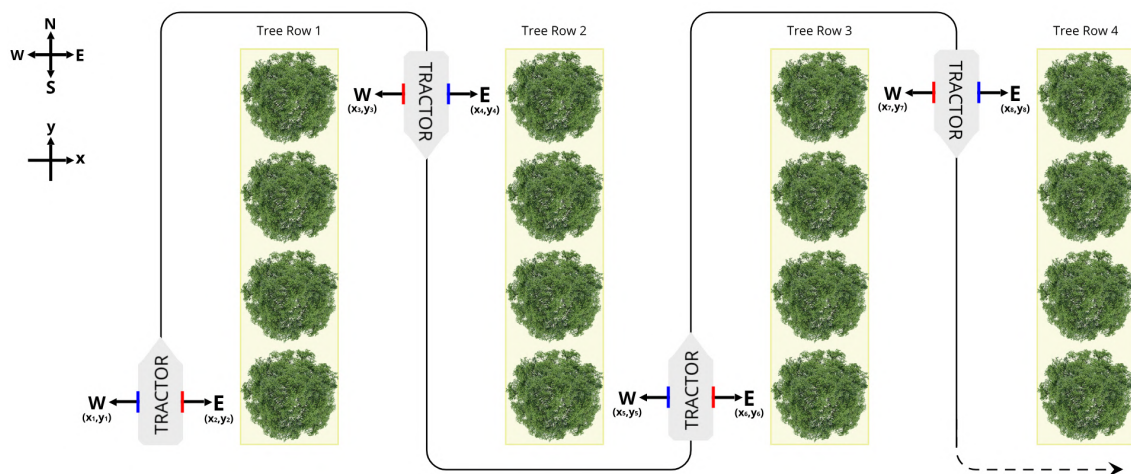 N
W E
S
y
x
Tree Row 1
Tree Row 2
Tree Row 3
Tree Row 4
TRACTOR
W
(x₃,y₃)
E
(x₄,y₄)
TRACTOR
W
(x₇,y₇)
E
(x₈,y₈)
TRACTOR
W
(x₁,y₁)
E
(x₂,y₂)
TRACTOR
W
(x₅,y₅)
E
(x₆,y₆)